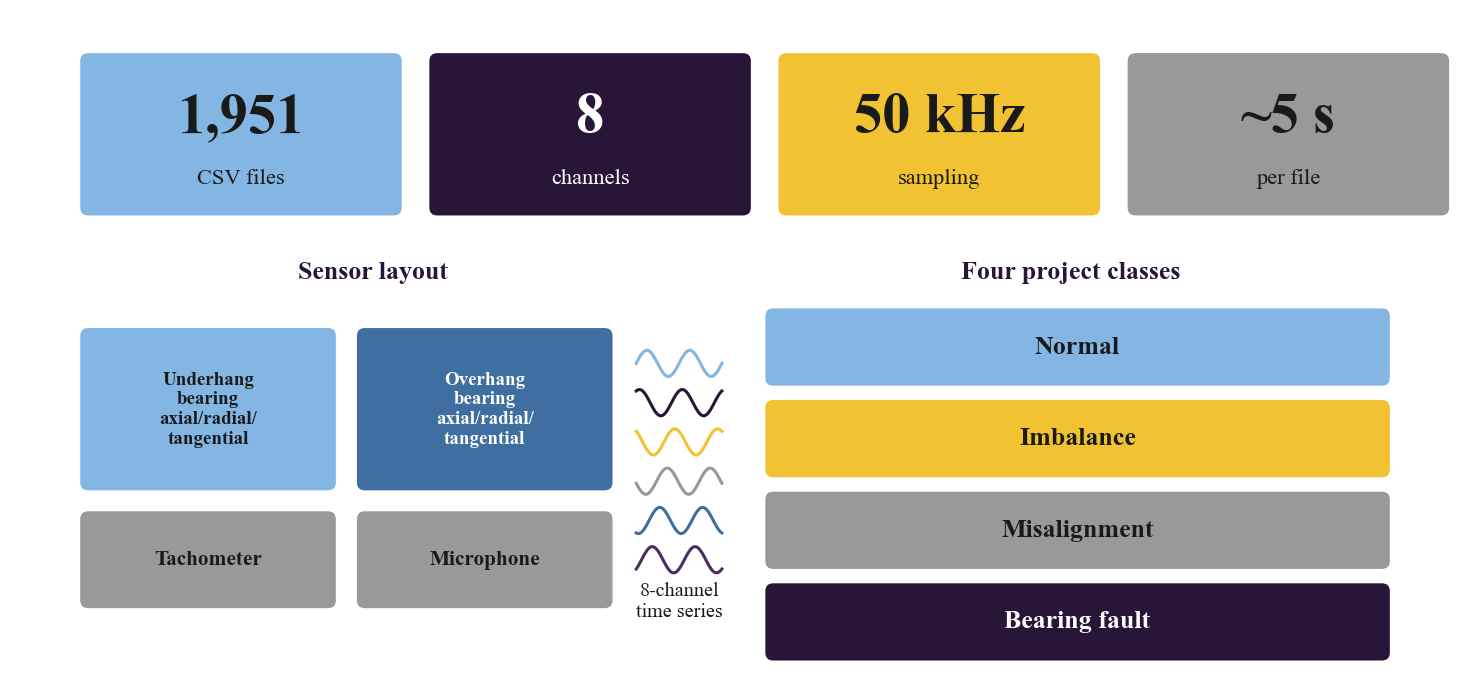 1,951
CSV files
8
channels
50 kHz
sampling
~5 s
per file
Sensor layout
Underhang
bearing
axial/radial/
tangential
Overhang
bearing
axial/radial/
tangential
Tachometer
Microphone
8-channel
time series
Four project classes
Normal
Imbalance
Misalignment
Bearing fault